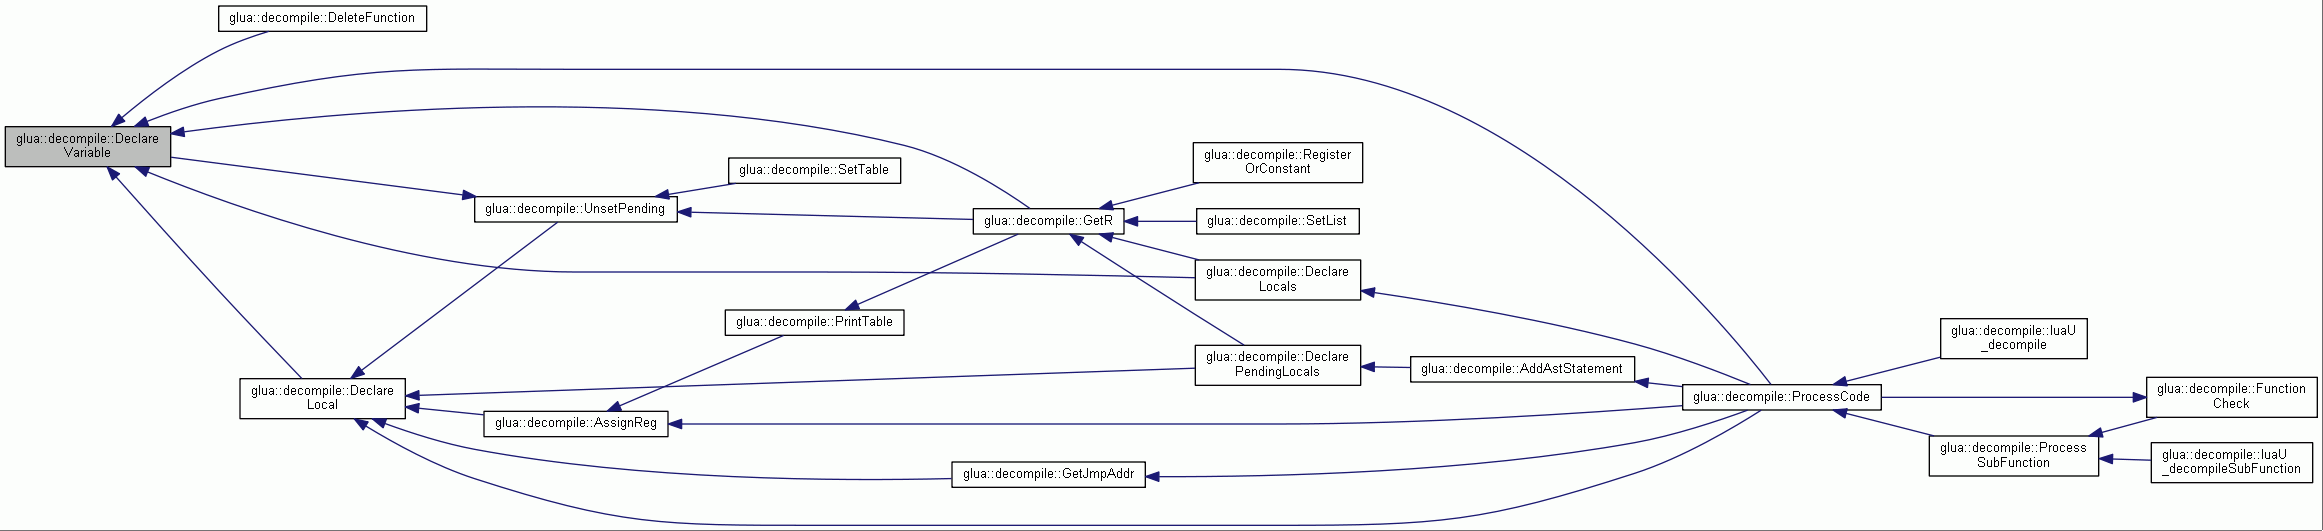 glua::decompile::DeleteFunction
glua::decompile::Declare
Variable
glua::decompile::SetTable
glua::decompile::UnsetPending
glua::decompile::Register
OrConstant
glua::decompile::GetR
glua::decompile::SetList
glua::decompile::Declare
Locals
glua::decompile::PrintTable
glua::decompile::Declare
PendingLocals
glua::decompile::AddAstStatement
glua::decompile::luaU
_decompile
glua::decompile::Declare
Local
glua::decompile::AssignReg
glua::decompile::ProcessCode
glua::decompile::Function
Check
glua::decompile::GetJmpAddr
glua::decompile::Process
SubFunction
glua::decompile::luaU
_decompileSubFunction